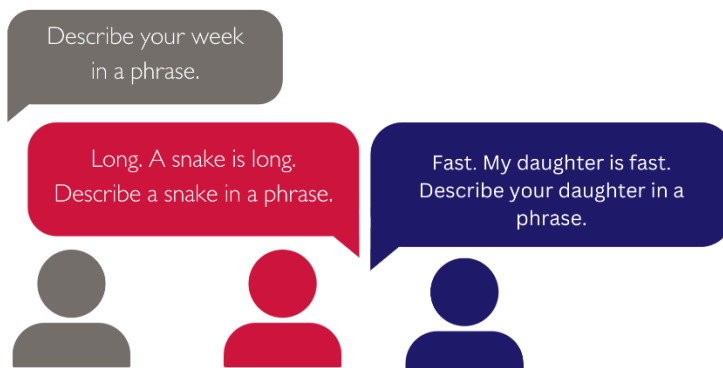 Describe your week
in a phrase.
Long. A snake is long.
Describe a snake in a phrase.
Fast. My daughter is fast.
Describe your daughter in a
phrase.